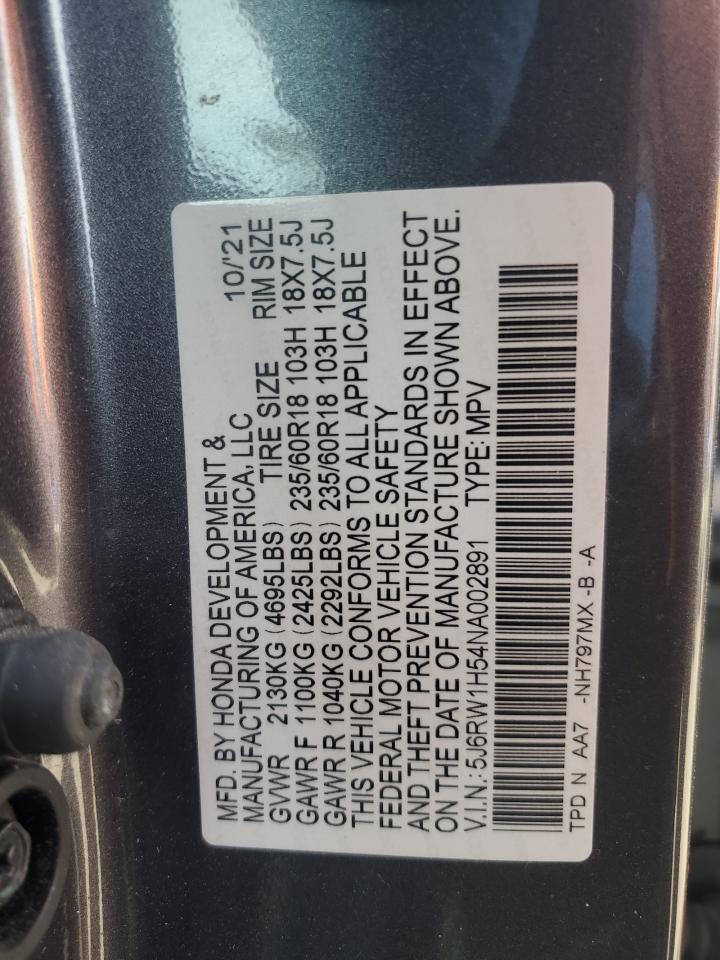 MFD. BY HONDA DEVELOPMENT & 10/'21
MANUFACTURING OF AMERICA, LLC
GVWR 2130KG (4695LBS) TIRE SIZE RIM SIZE
GAWR F 1100KG (2425LBS) 235/60R18 103H 18X7.5J
GAWR R 1040KG (2292LBS) 235/60R18 103H 18X7.5J
THIS VEHICLE CONFORMS TO ALL APPLICABLE
FEDERAL MOTOR VEHICLE SAFETY
AND THEFT PREVENTION STANDARDS IN EFFECT
ON THE DATE OF MANUFACTURE SHOWN ABOVE.
V.I.N.: 5J6RW1H54NA002891 TYPE: MPV
TPD N AA7 -NH797MX -B -A